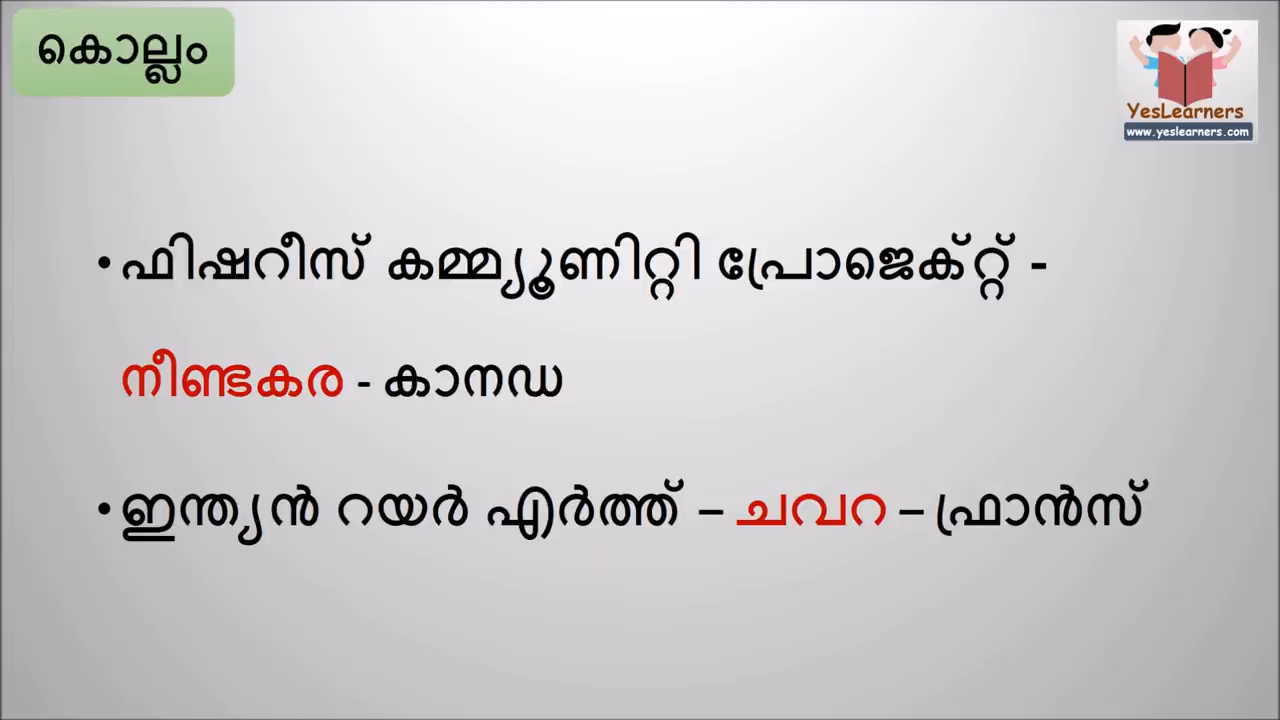 കൊല്ലം
YesLearners
www.yeslearners.com
•ഫിഷറീസ് കമ്മ്യൂണിറ്റി പ്രോജെക്റ്റ് -
നീണ്ടകര - കാനഡ
•ഇന്ത്യൻ റയർ എർത്ത് – ചവറ – ഫ്രാൻസ്